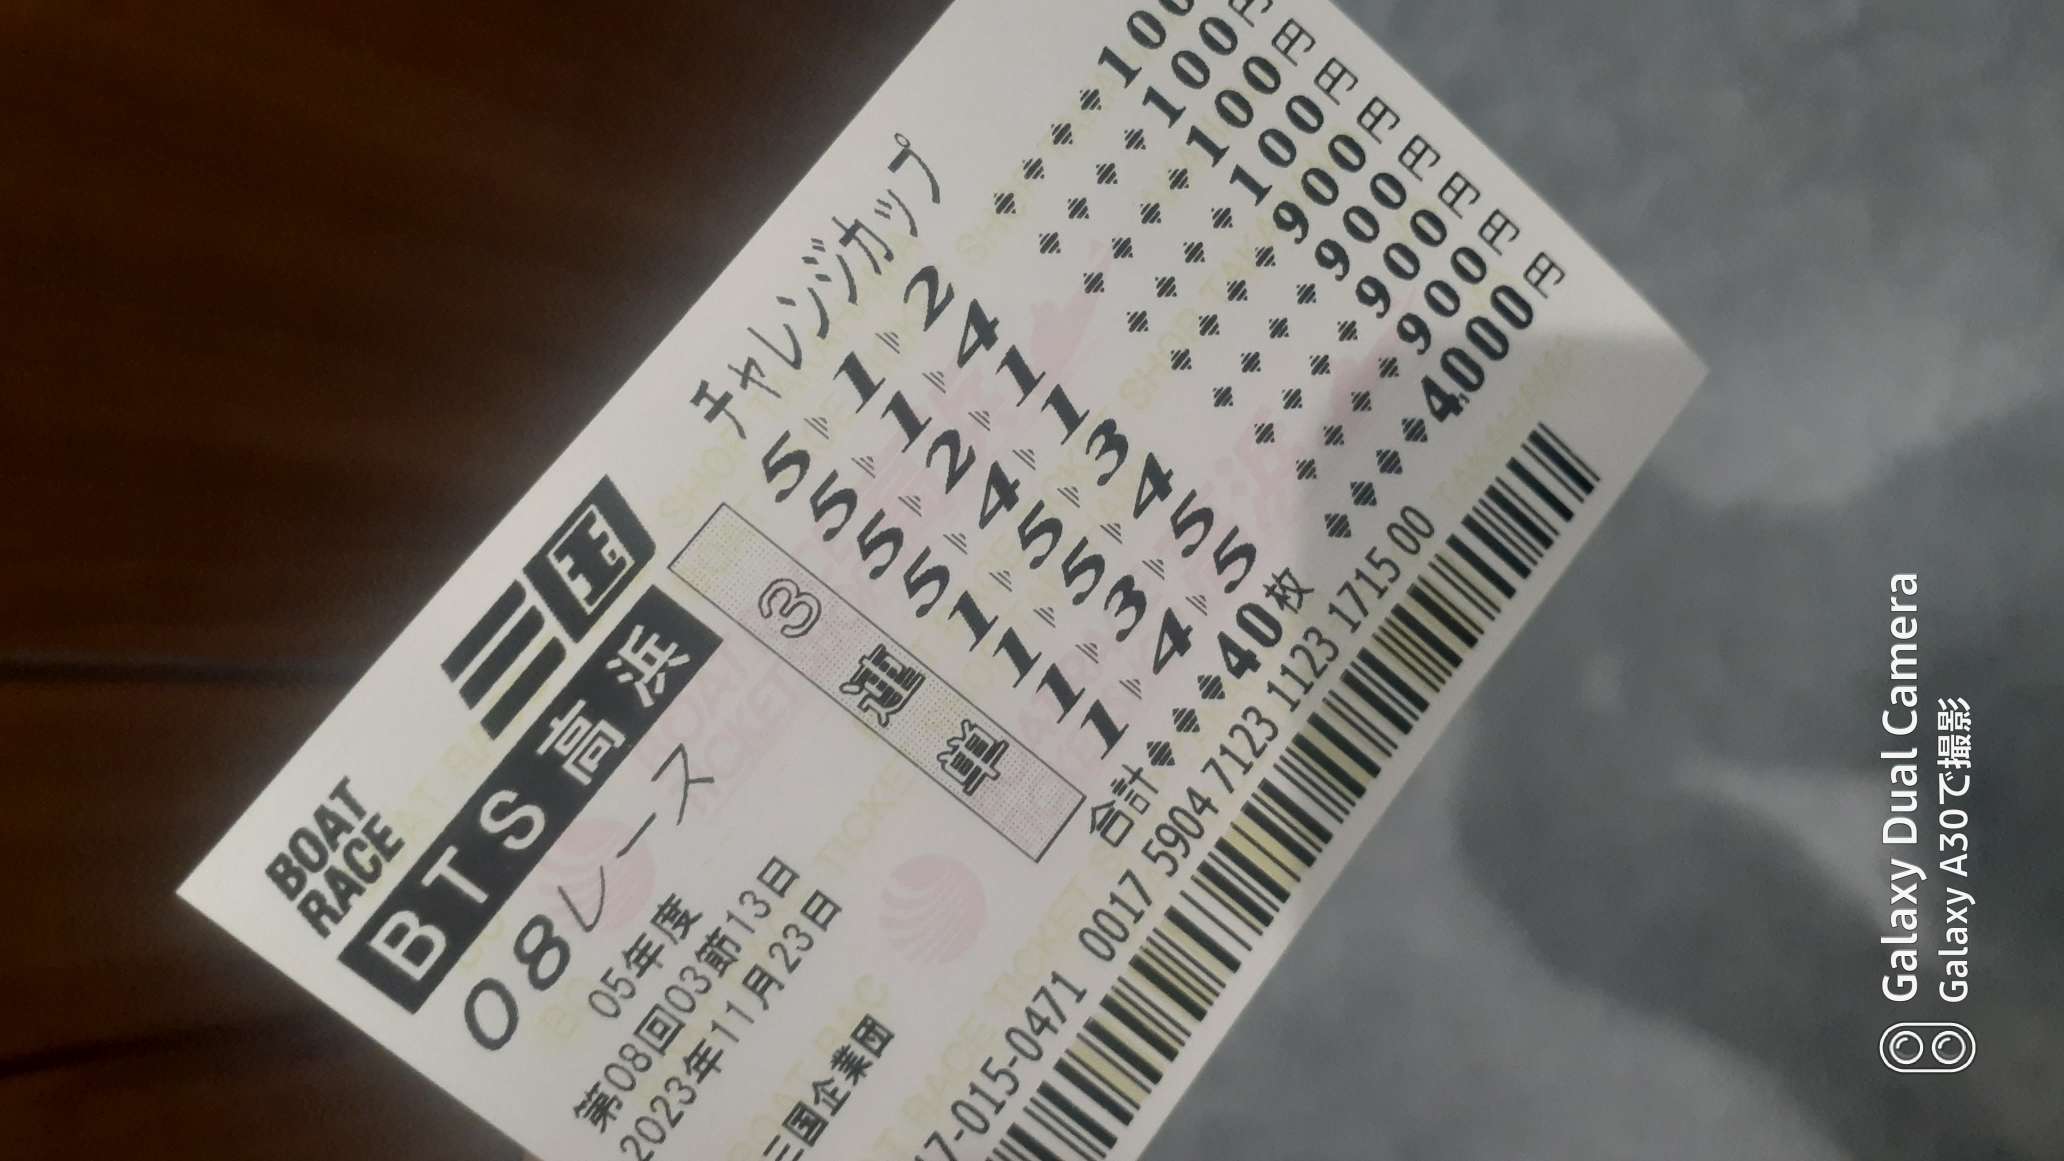 BOAT
RACE
三国
チャレンジカップ
BTS高浜
08レース
05年度
第08回03節13日
2023年11月23日
三国企業団
3連単
5-1-2 100
5-1-4 100円
5-2-1 100円
5-4-1 100円
1-5-3 900円
1-5-4 900円
1-3-5 900円
1-4-5 900円
合計 40枚 4,000円
7-015-0471 0017 5904 7123 1123 1715 00
Galaxy Dual Camera
Galaxy A30で撮影